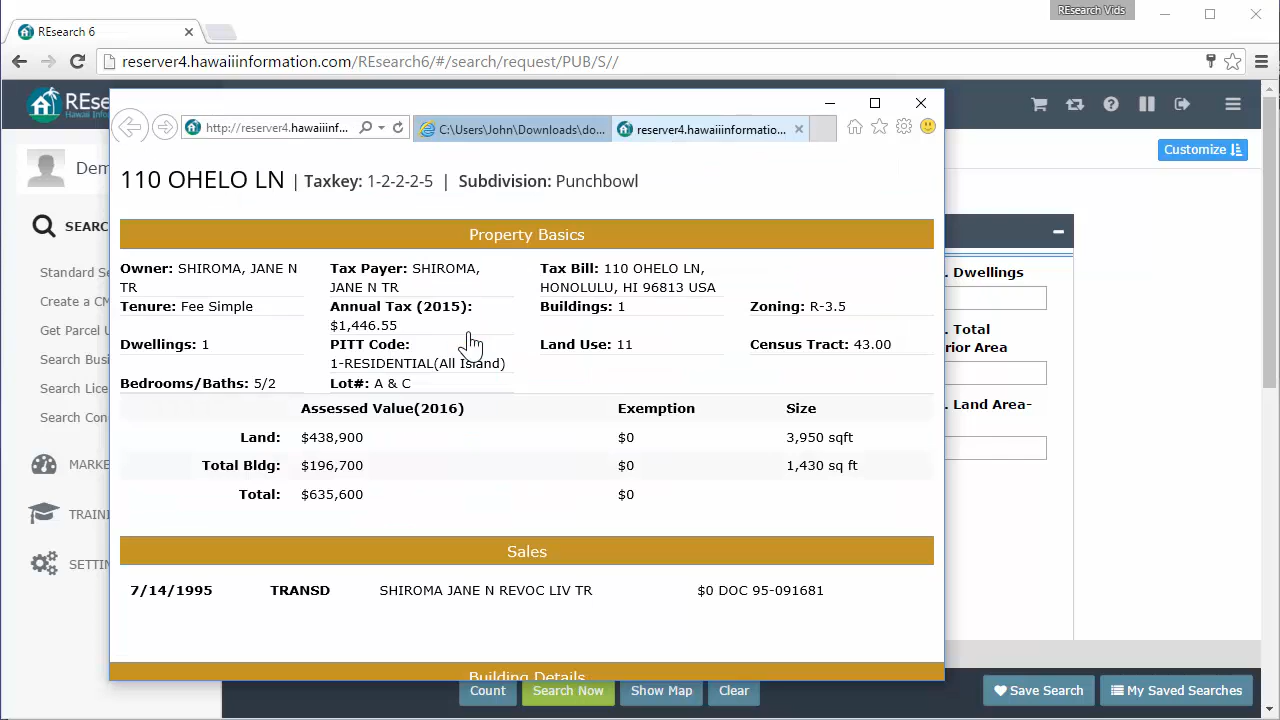 REsearch Vids
REsearch 6
reserver4.hawaiiinformation.com/REsearch6/#/search/request/PUB/S//
REs
Hawaii Infor
http://reserver4.hawaiiinf...
C:\Users\John\Downloads\do...
reserver4.hawaiiinformatio...
Customize
Dem
110 OHELO LN | Taxkey: 1-2-2-2-5 | Subdivision: Punchbowl
SEARC
Property Basics
Standard Se
Create a CM
Get Parcel U
Search Busi
Search Lice
Search Con
MARKE
TRAINI
SETTIN
Owner: SHIROMA, JANE N
TR
Tax Payer: SHIROMA,
JANE N TR
Tax Bill: 110 OHELO LN,
HONOLULU, HI 96813 USA
Tenure: Fee Simple
Annual Tax (2015):
$1,446.55
Buildings: 1
Zoning: R-3.5
Dwellings: 1
PITT Code:
1-RESIDENTIAL(All Island)
Land Use: 11
Census Tract: 43.00
Bedrooms/Baths: 5/2
Lot#: A & C
Assessed Value(2016) Exemption Size
Land: $438,900 $0 3,950 sqft
Total Bldg: $196,700 $0 1,430 sq ft
Total: $635,600 $0
Sales
7/14/1995 TRANSD SHIROMA JANE N REVOC LIV TR $0 DOC 95-091681
Building Details
. Dwellings
. Total
rior Area
. Land Area-
Count
Search Now
Show Map
Clear
Save Search
My Saved Searches